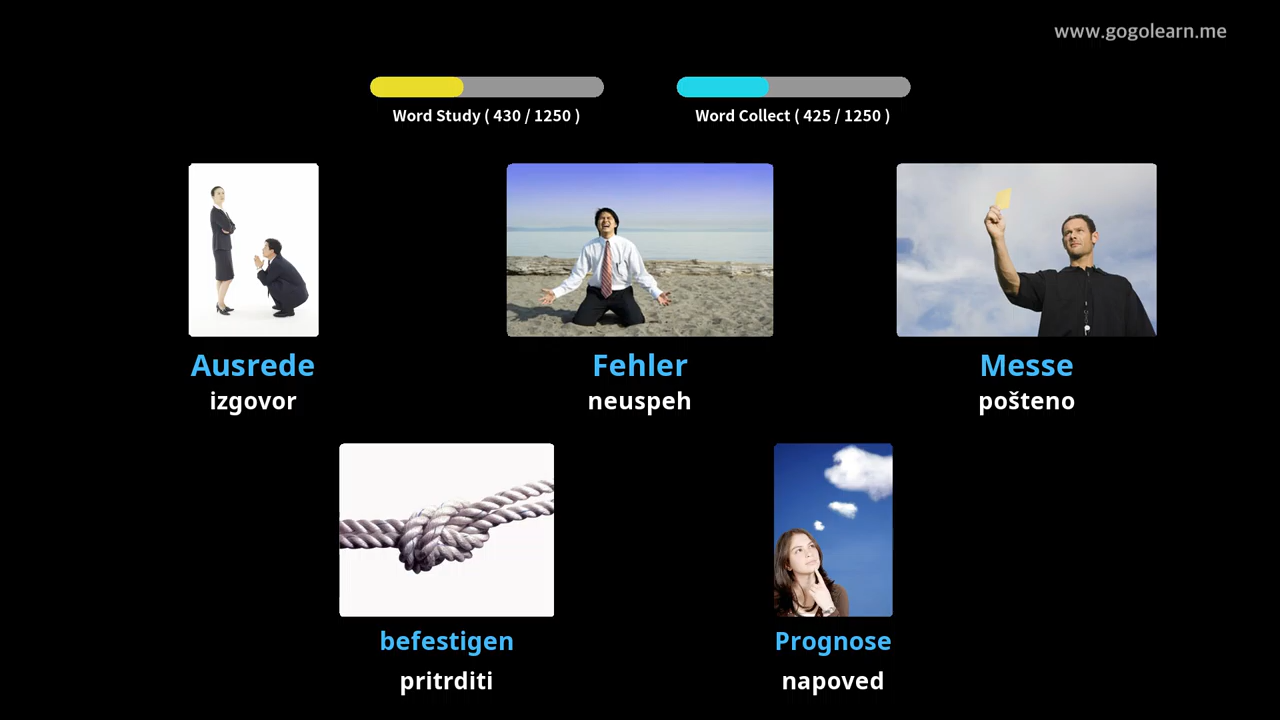 www.gogolearn.me
Word Study ( 430 / 1250 )
Word Collect ( 425 / 1250 )
Ausrede
izgovor
Fehler
neuspeh
Messe
pošteno
befestigen
pritrditi
Prognose
napoved